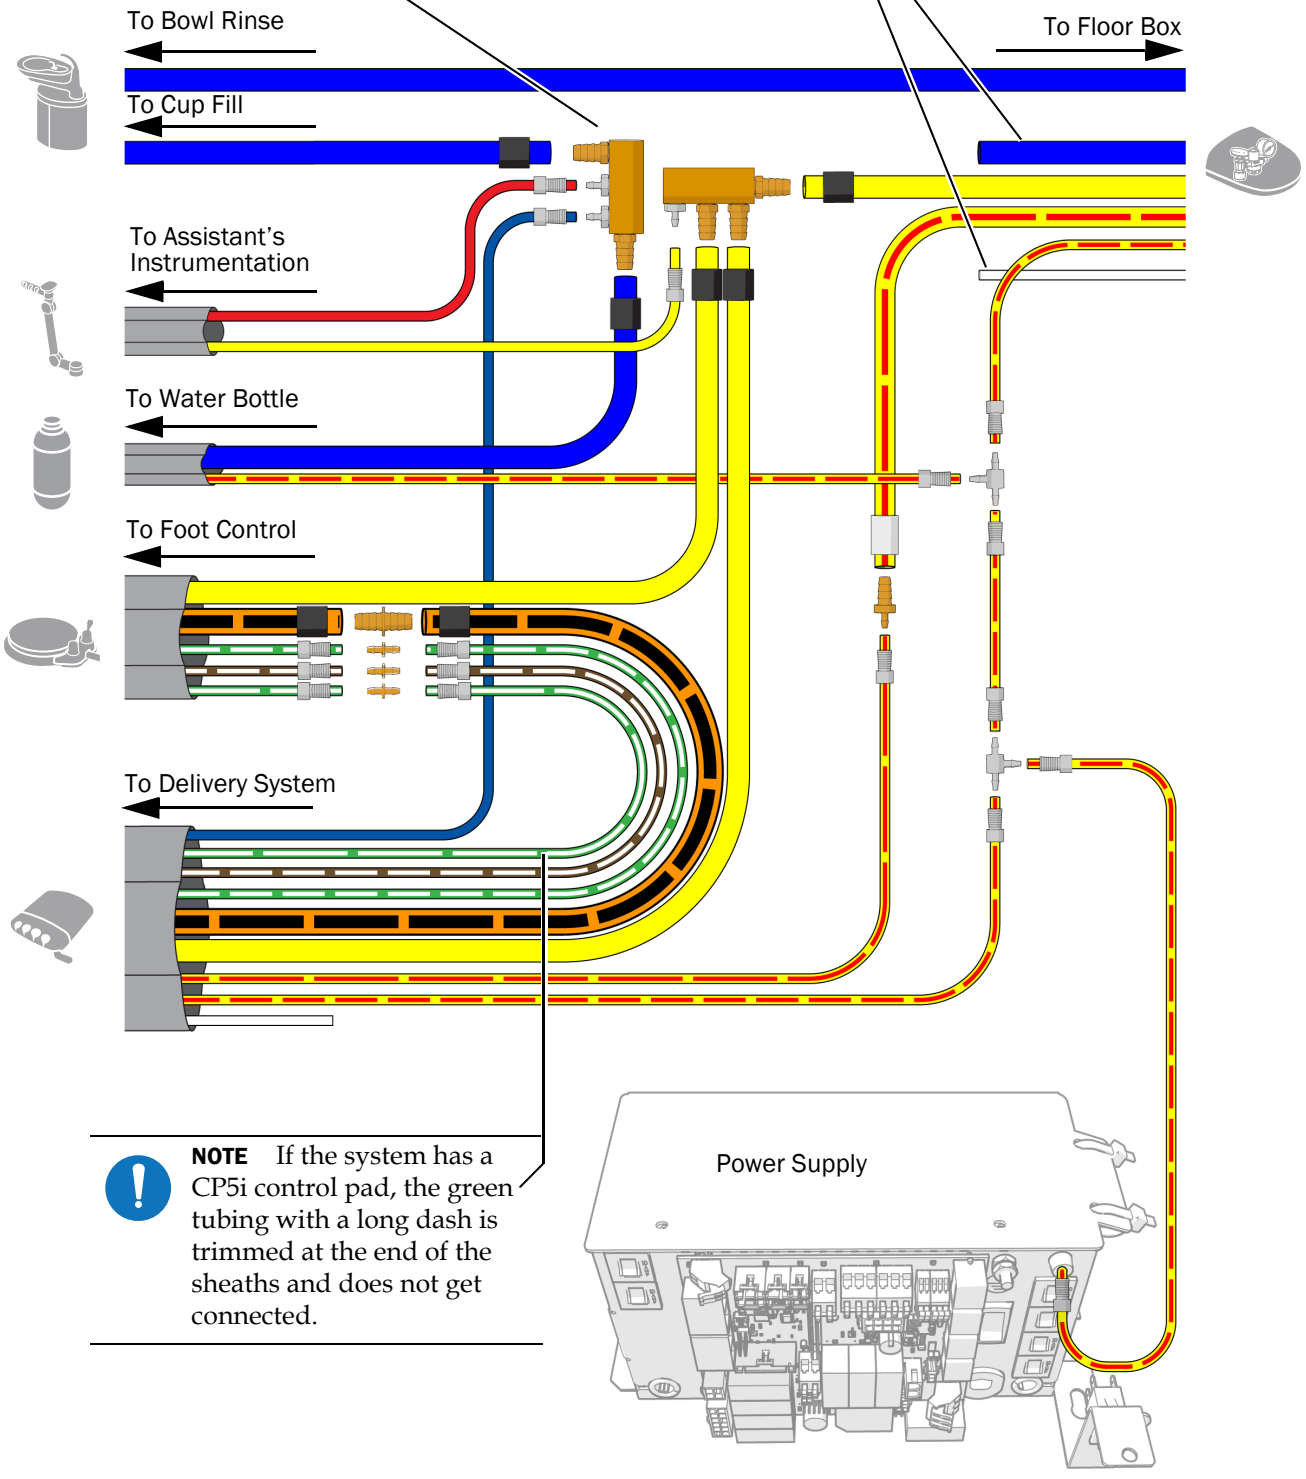 To Bowl Rinse
To Floor Box
To Cup Fill
To Assistant's
Instrumentation
To Water Bottle
To Foot Control
To Delivery System
NOTE If the system has a
CP5i control pad, the green
tubing with a long dash is
trimmed at the end of the
sheaths and does not get
connected.
Power Supply